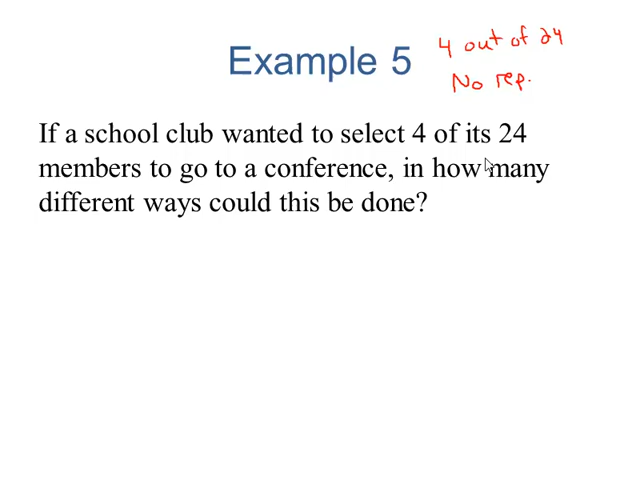 Example 5
4 out of 24
No rep.
If a school club wanted to select 4 of its 24
members to go to a conference, in how many
different ways could this be done?